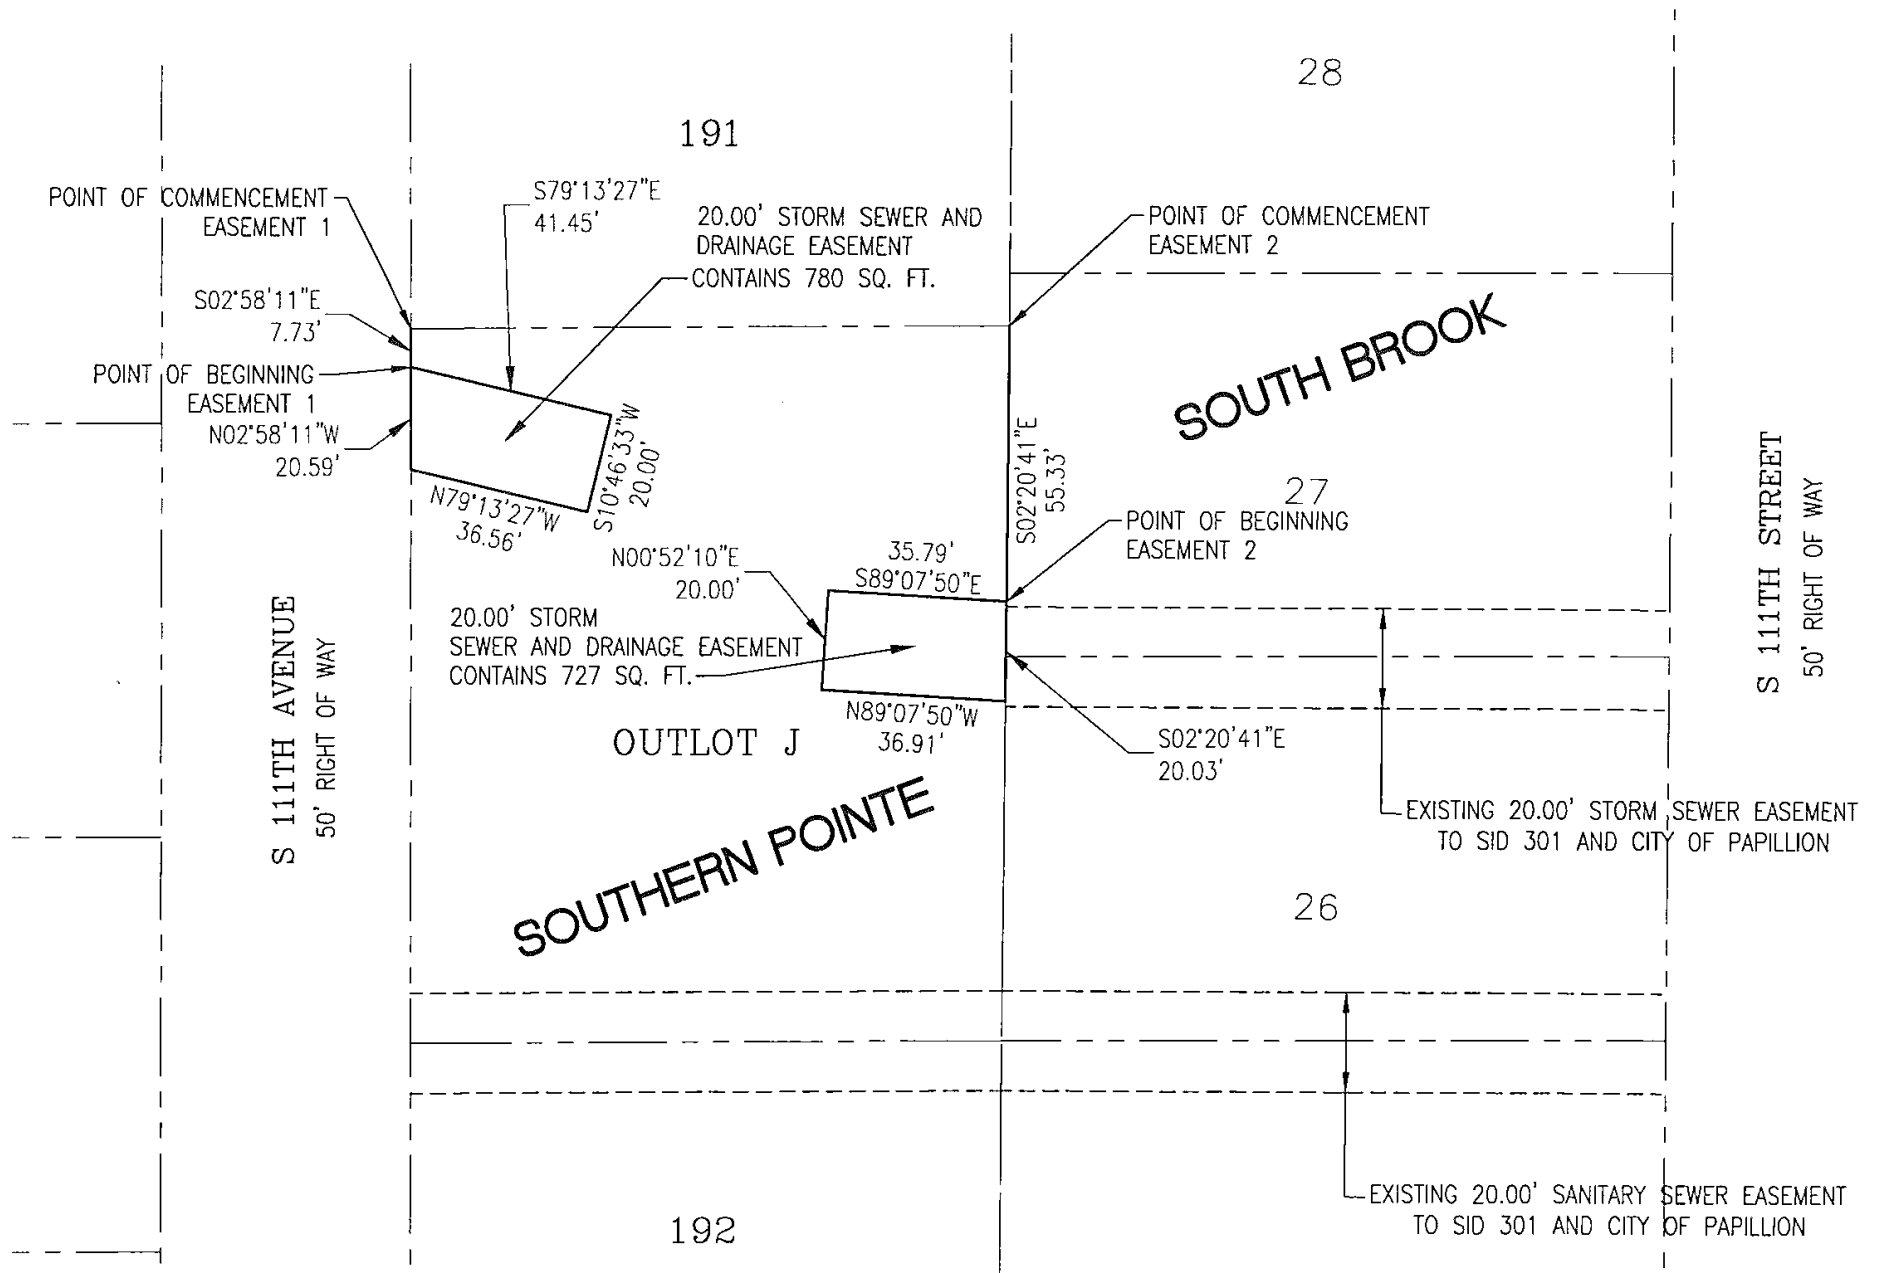 28
191
POINT OF COMMENCEMENT
EASEMENT 1
S79°13'27"E
41.45'
20.00' STORM SEWER AND
DRAINAGE EASEMENT
CONTAINS 780 SQ. FT.
POINT OF COMMENCEMENT
EASEMENT 2
S02°58'11"E
7.73'
POINT OF BEGINNING
EASEMENT 1
N02°58'11"W
20.59'
N79°13'27"W
36.56'
S10°46'33"W
20.00'
SOUTH BROOK
S02°20'41"E
55.33'
27
POINT OF BEGINNING
EASEMENT 2
S 111TH STREET
50' RIGHT OF WAY
N00°52'10"E
20.00'
35.79'
S89°07'50"E
20.00' STORM
SEWER AND DRAINAGE EASEMENT
CONTAINS 727 SQ. FT.
S 111TH AVENUE
50' RIGHT OF WAY
N89°07'50"W
36.91'
OUTLOT J
S02°20'41"E
20.03'
SOUTHERN POINTE
EXISTING 20.00' STORM SEWER EASEMENT
TO SID 301 AND CITY OF PAPILLION
26
EXISTING 20.00' SANITARY SEWER EASEMENT
TO SID 301 AND CITY OF PAPILLION
192